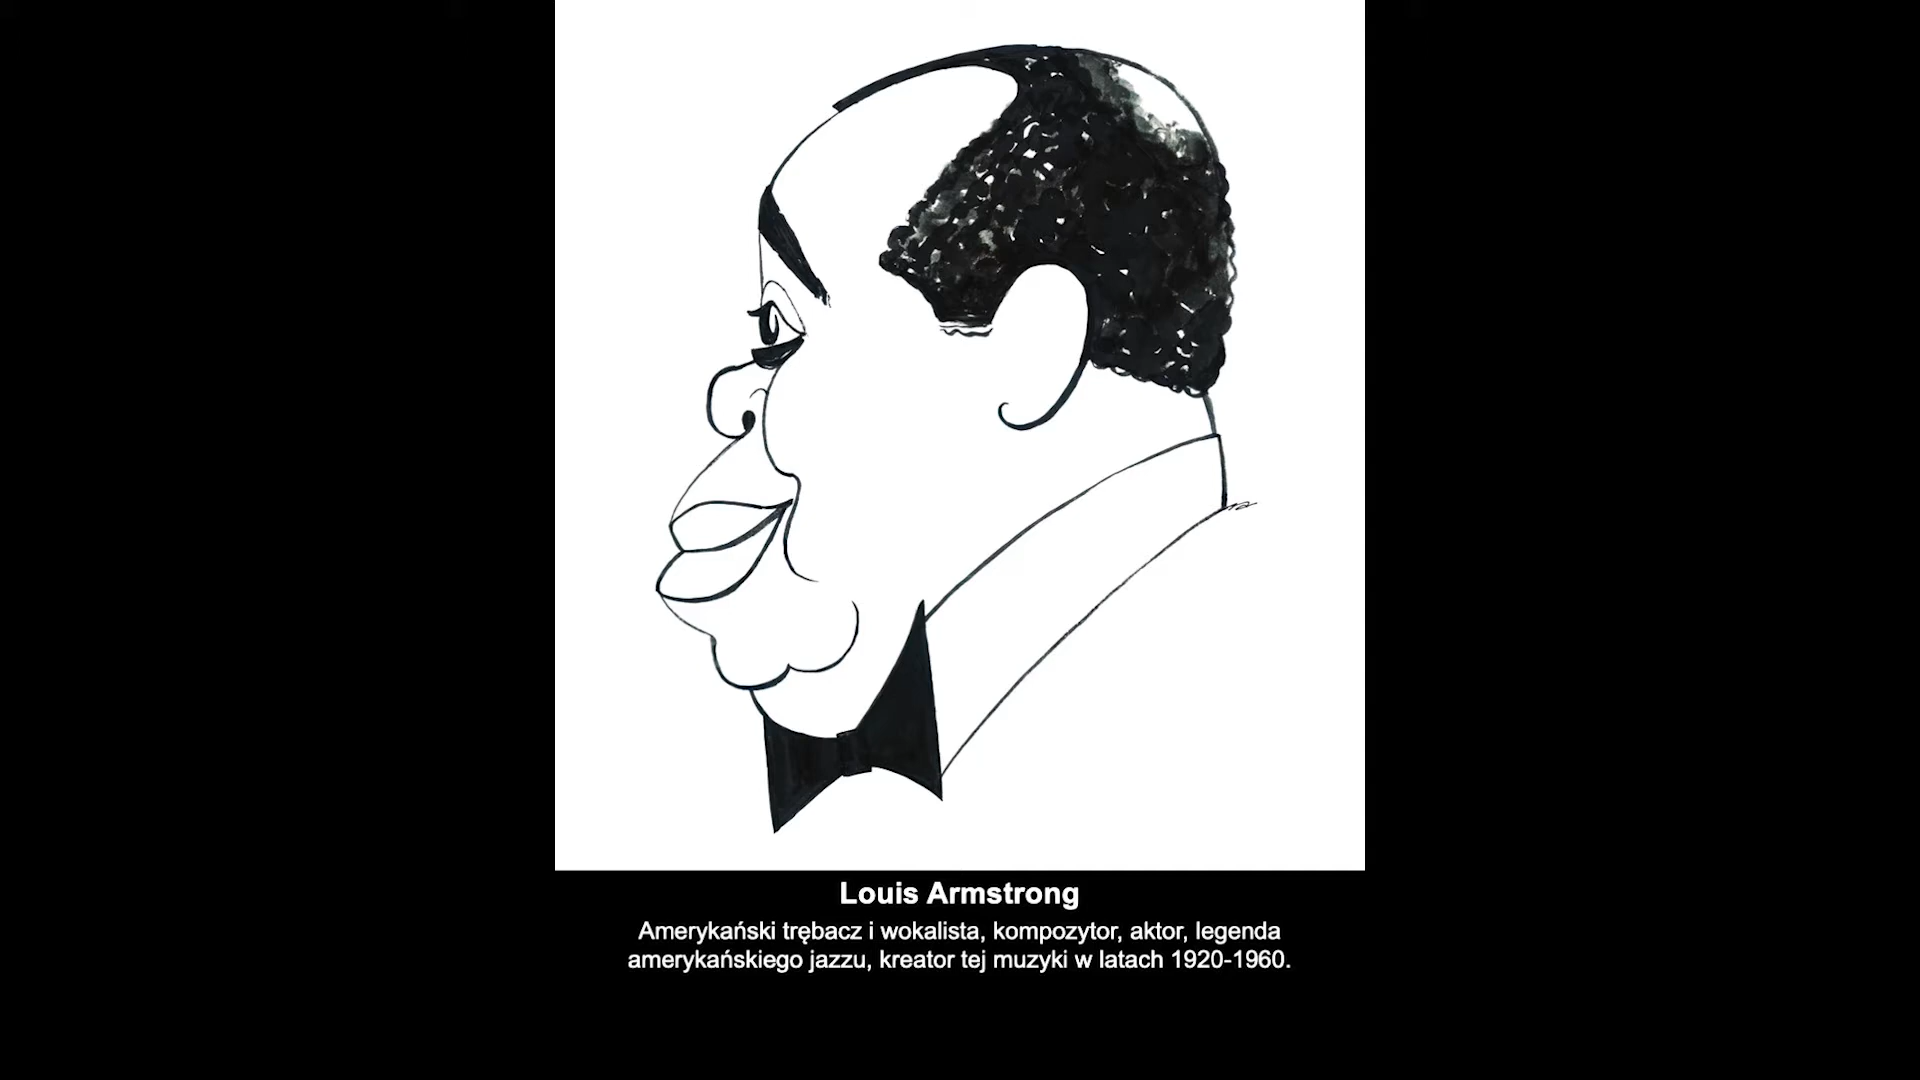 Louis Armstrong
Amerykański trębacz i wokalista, kompozytor, aktor, legenda
amerykańskiego jazzu, kreator tej muzyki w latach 1920-1960.